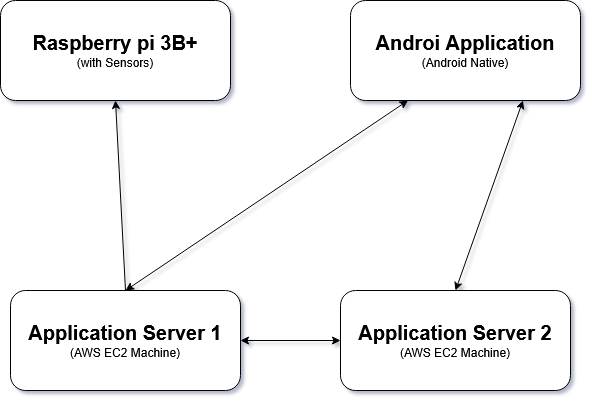 Raspberry pi 3B+
(with Sensors)
Androi Application
(Android Native)
Application Server 1
(AWS EC2 Machine)
Application Server 2
(AWS EC2 Machine)